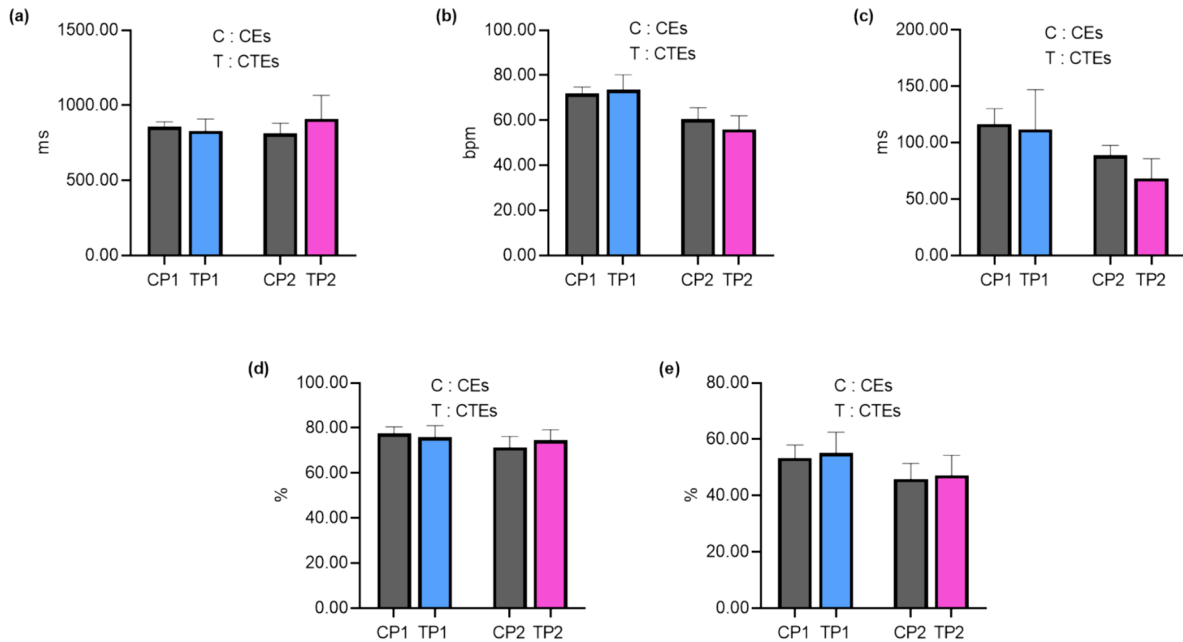 (a)
1500.00
1000.00
500.00
0.00
ms
C : CEs
T : CTEs
CP1 TP1 CP2 TP2
(b)
100.00
80.00
60.00
40.00
20.00
0.00
bpm
C : CEs
T : CTEs
CP1 TP1 CP2 TP2
(c)
200.00
150.00
100.00
50.00
0.00
ms
C : CEs
T : CTEs
CP1 TP1 CP2 TP2
(d)
100.00
80.00
60.00
40.00
20.00
0.00
%
C : CEs
T : CTEs
CP1 TP1 CP2 TP2
(e)
80.00
60.00
40.00
20.00
0.00
%
C : CEs
T : CTEs
CP1 TP1 CP2 TP2